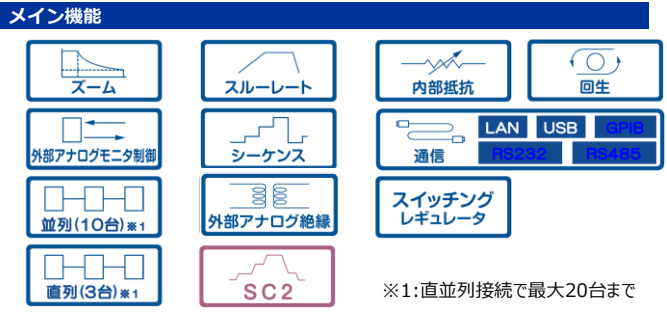 メイン機能
ズーム
スルーレート
内部抵抗
回生
外部アナログモニタ制御
シーケンス
通信
LAN USB GPIB
RS232 RS485
並列(10台)※1
外部アナログ絶縁
スイッチング
レギュレータ
直列(3台)※1
SC2
※1:直並列接続で最大20台まで